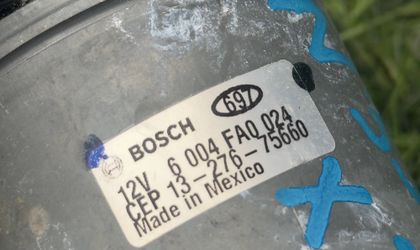 697
BOSCH
12V 6 004 FA0 024
CEP 13-276-75660
Made in Mexico
X